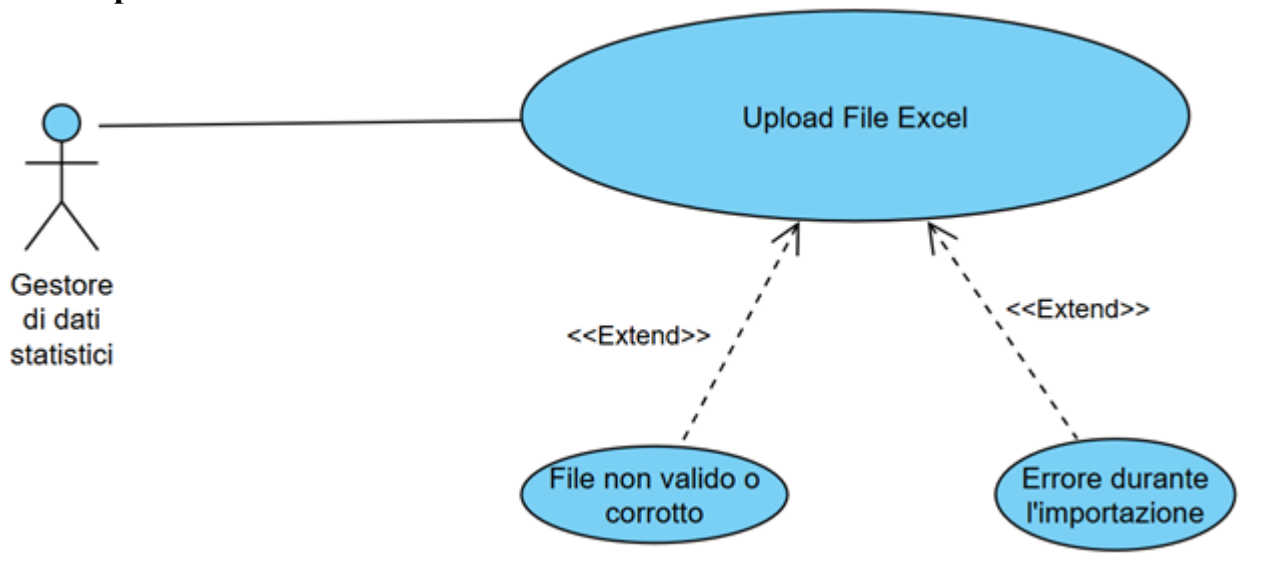 Upload File Excel
Gestore
di dati
statistici
<<Extend>>
<<Extend>>
File non valido o
corrotto
Errore durante
l'importazione